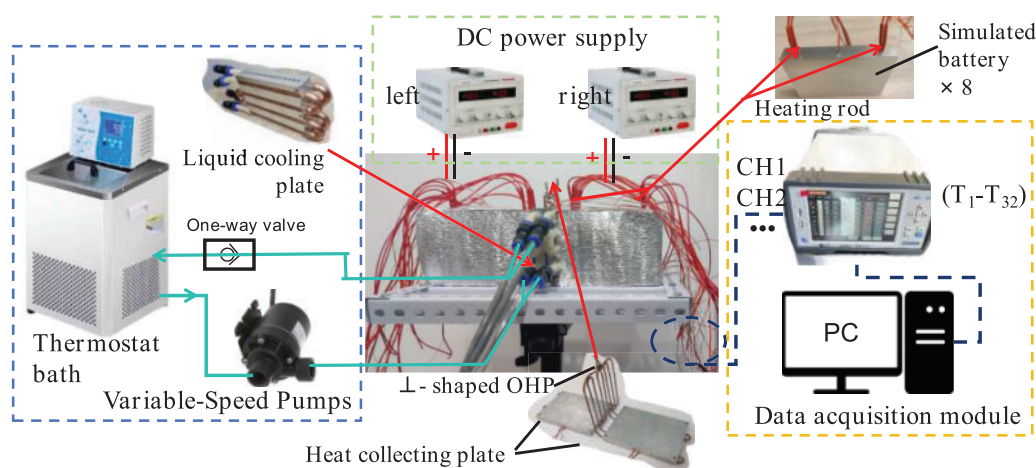 DC power supply
left
right
+
-
+
-
Simulated
battery
× 8
Heating rod
Liquid cooling
plate
CH1
CH2
•••
(T₁-T₃₂)
One-way valve
PC
Thermostat
bath
Variable-Speed Pumps
⊥- shaped OHP
Heat collecting plate
Data acquisition module